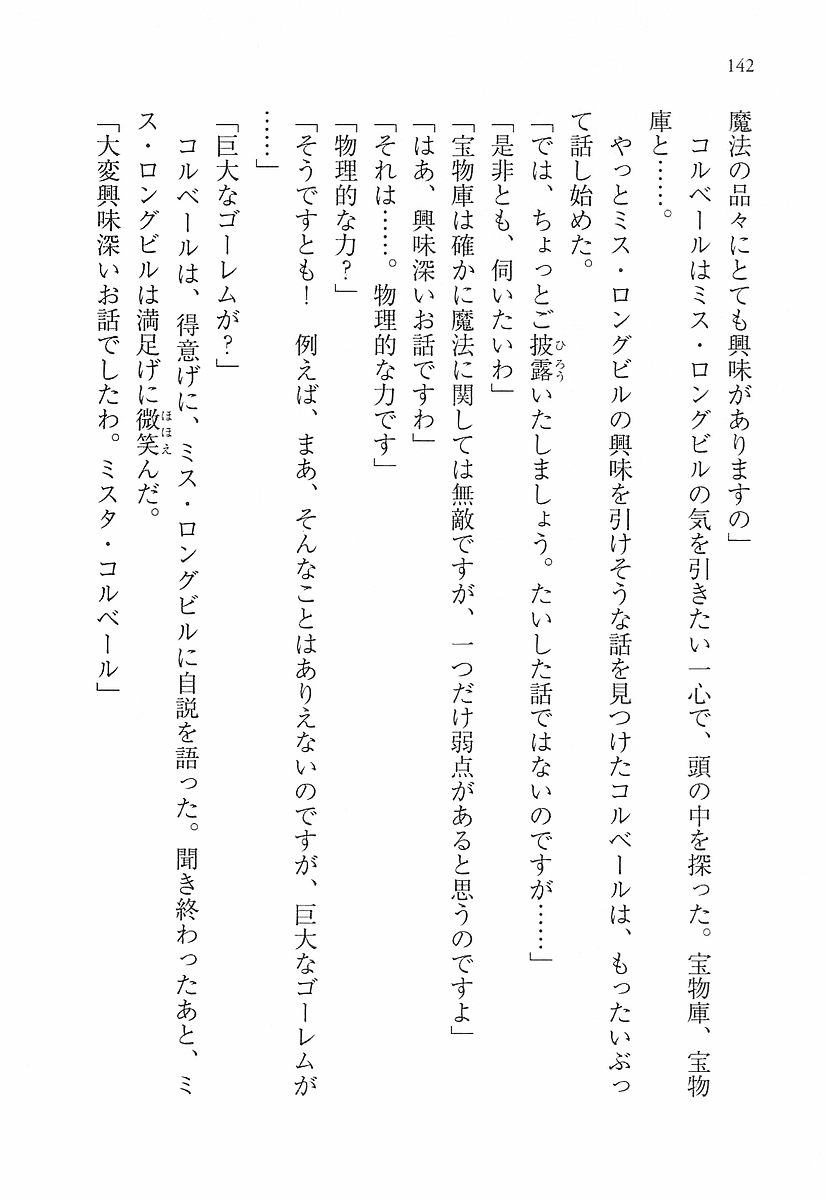 142
魔法の品々にとても興味がありますの」
　コルベールはミス・ロングビルの気を引きたい一心で、頭の中を探った。宝物庫、宝物
庫と……。
　やっとミス・ロングビルの興味を引けそうな話を見つけたコルベールは、もったいぶっ
て話し始めた。
「では、ちょっとご披露いたしましょう。たいした話ではないのですが……」
「是非とも、伺いたいわ」
「宝物庫は確かに魔法に関しては無敵ですが、一つだけ弱点があると思うのですよ」
「はあ、興味深いお話ですわ」
「それは……。物理的な力です」
「物理的な力？」
「そうですとも！　例えば、まあ、そんなことはありえないのですが、巨大なゴーレムが
……」
「巨大なゴーレムが？」
　コルベールは、得意げに、ミス・ロングビルに自説を語った。聞き終わったあと、ミ
ス・ロングビルは満足げに微笑んだ。
「大変興味深いお話でしたわ。ミスタ・コルベール」
ひろう
ほほえ